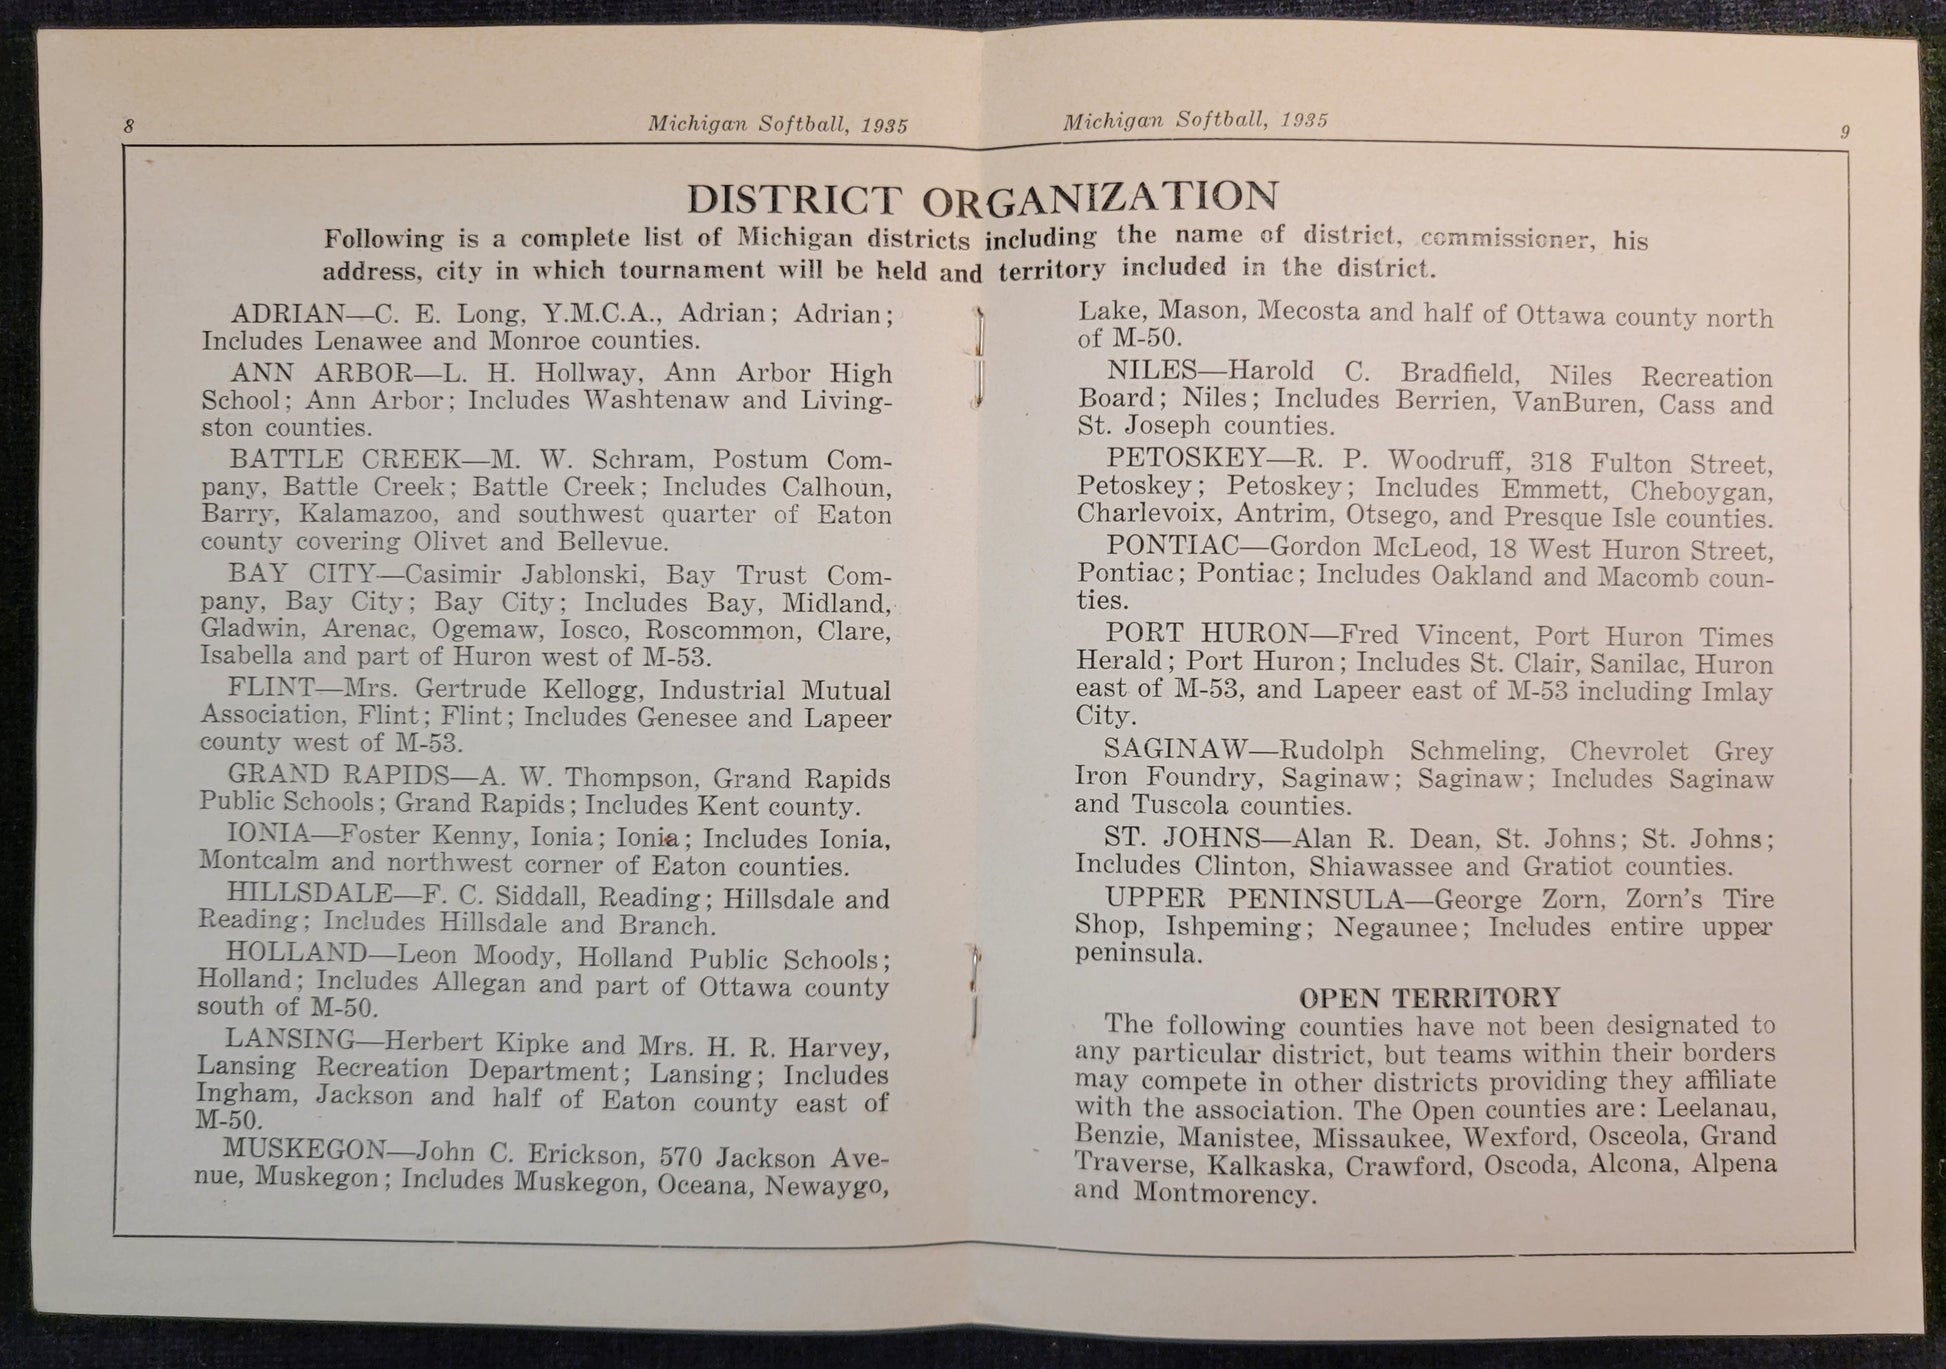 8
Michigan Softball, 1935
Michigan Softball, 1935
9
DISTRICT ORGANIZATION
Following is a complete list of Michigan districts including the name of district, commissioner, his
address, city in which tournament will be held and territory included in the district.
ADRIAN—C. E. Long, Y.M.C.A., Adrian; Adrian;
Includes Lenawee and Monroe counties.
ANN ARBOR—L. H. Hollway, Ann Arbor High
School; Ann Arbor; Includes Washtenaw and Living-
ston counties.
BATTLE CREEK—M. W. Schram, Postum Com-
pany, Battle Creek; Battle Creek; Includes Calhoun,
Barry, Kalamazoo, and southwest quarter of Eaton
county covering Olivet and Bellevue.
BAY CITY—Casimir Jablonski, Bay Trust Com-
pany, Bay City; Bay City; Includes Bay, Midland,
Gladwin, Arenac, Ogemaw, Iosco, Roscommon, Clare,
Isabella and part of Huron west of M-53.
FLINT—Mrs. Gertrude Kellogg, Industrial Mutual
Association, Flint; Flint; Includes Genesee and Lapeer
county west of M-53.
GRAND RAPIDS—A. W. Thompson, Grand Rapids
Public Schools; Grand Rapids; Includes Kent county.
IONIA—Foster Kenny, Ionia; Ionia; Includes Ionia,
Montcalm and northwest corner of Eaton counties.
HILLSDALE—F. C. Siddall, Reading; Hillsdale and
Reading; Includes Hillsdale and Branch.
HOLLAND—Leon Moody, Holland Public Schools;
Holland; Includes Allegan and part of Ottawa county
south of M-50.
LANSING—Herbert Kipke and Mrs. H. R. Harvey,
Lansing Recreation Department; Lansing; Includes
Ingham, Jackson and half of Eaton county east of
M-50.
MUSKEGON—John C. Erickson, 570 Jackson Ave-
nue, Muskegon; Includes Muskegon, Oceana, Newaygo,
Lake, Mason, Mecosta and half of Ottawa county north
of M-50.
NILES—Harold C. Bradfield, Niles Recreation
Board; Niles; Includes Berrien, VanBuren, Cass and
St. Joseph counties.
PETOSKEY—R. P. Woodruff, 318 Fulton Street,
Petoskey; Petoskey; Includes Emmett, Cheboygan,
Charlevoix, Antrim, Otsego, and Presque Isle counties.
PONTIAC—Gordon McLeod, 18 West Huron Street,
Pontiac; Pontiac; Includes Oakland and Macomb coun-
ties.
PORT HURON—Fred Vincent, Port Huron Times
Herald; Port Huron; Includes St. Clair, Sanilac, Huron
east of M-53, and Lapeer east of M-53 including Imlay
City.
SAGINAW—Rudolph Schmeling, Chevrolet Grey
Iron Foundry, Saginaw; Saginaw; Includes Saginaw
and Tuscola counties.
ST. JOHNS—Alan R. Dean, St. Johns; St. Johns;
Includes Clinton, Shiawassee and Gratiot counties.
UPPER PENINSULA—George Zorn, Zorn's Tire
Shop, Ishpeming; Negaunee; Includes entire upper
peninsula.
OPEN TERRITORY
The following counties have not been designated to
any particular district, but teams within their borders
may compete in other districts providing they affiliate
with the association. The Open counties are: Leelanau,
Benzie, Manistee, Missaukee, Wexford, Osceola, Grand
Traverse, Kalkaska, Crawford, Oscoda, Alcona, Alpena
and Montmorency.